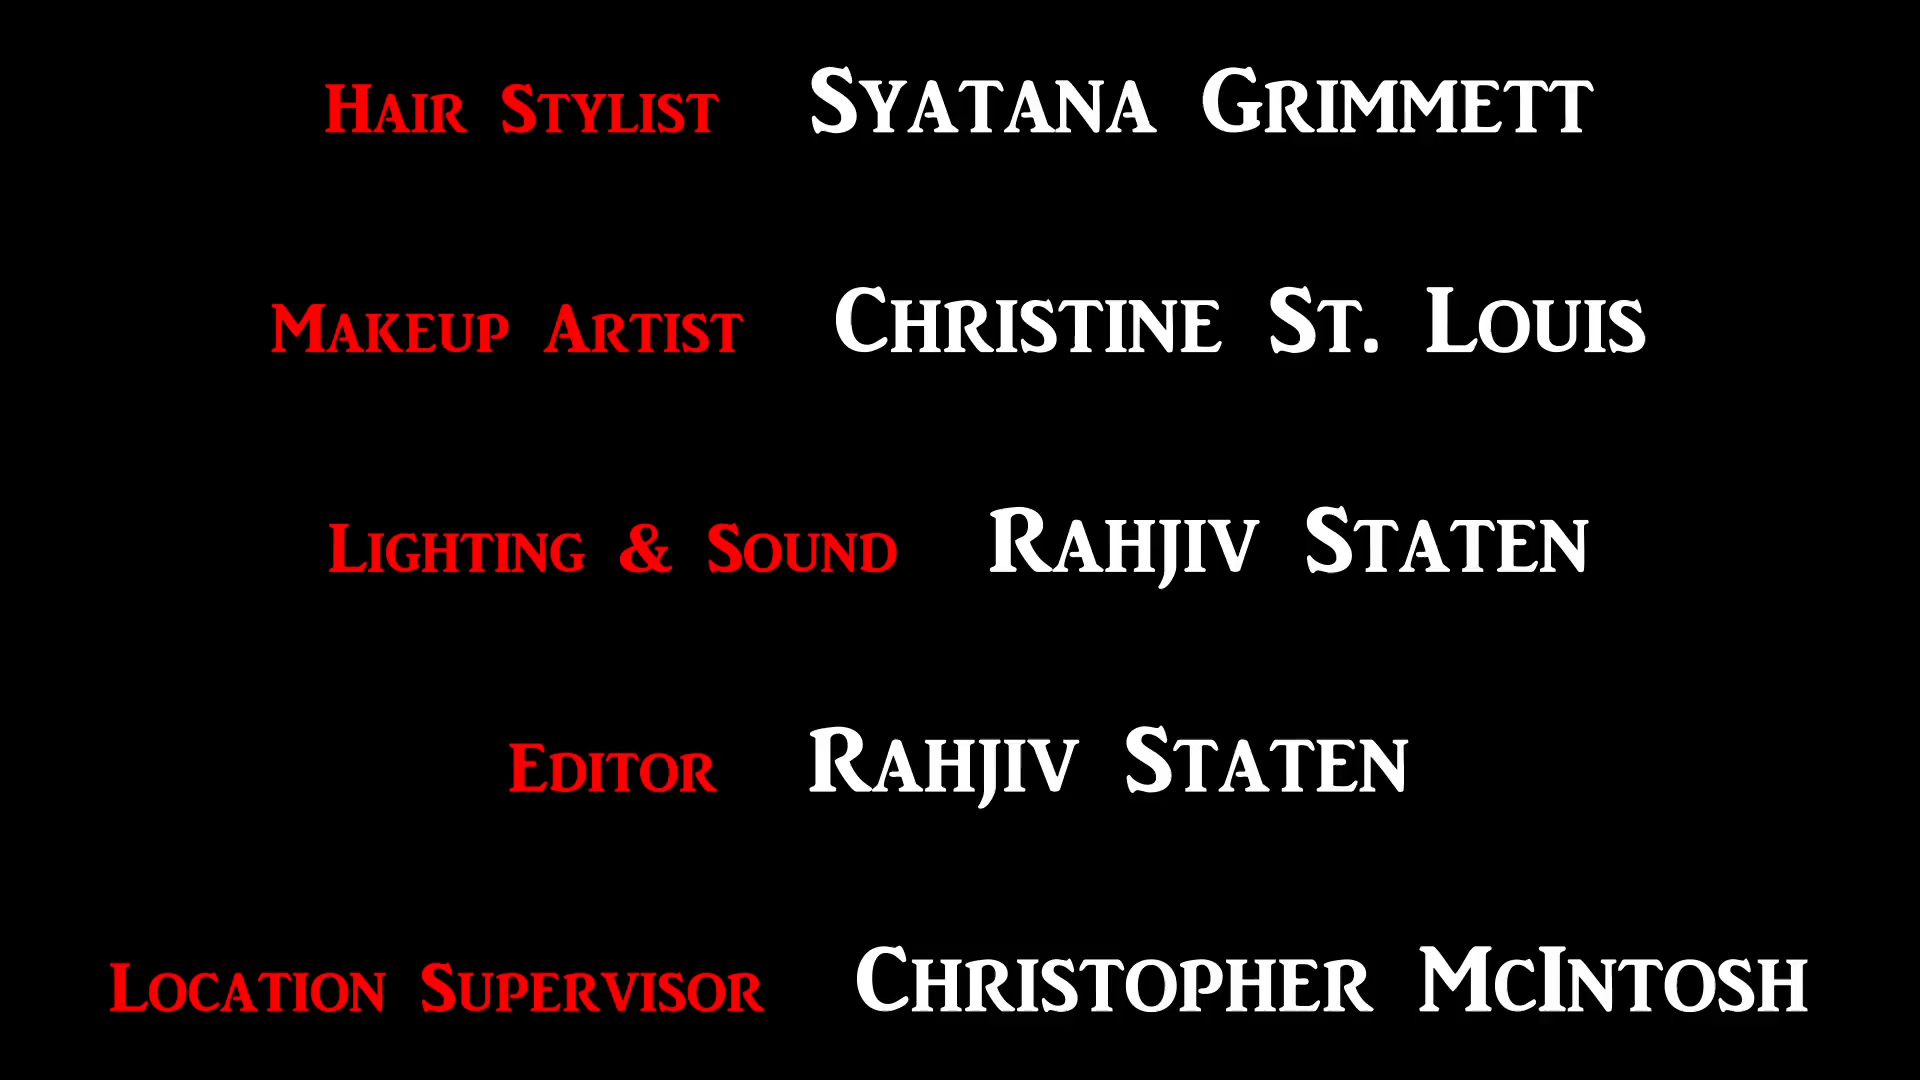 Hair Stylist Syatana Grimmett
Makeup Artist Christine St. Louis
Lighting & Sound Rahjiv Staten
Editor Rahjiv Staten
Location Supervisor Christopher McIntosh